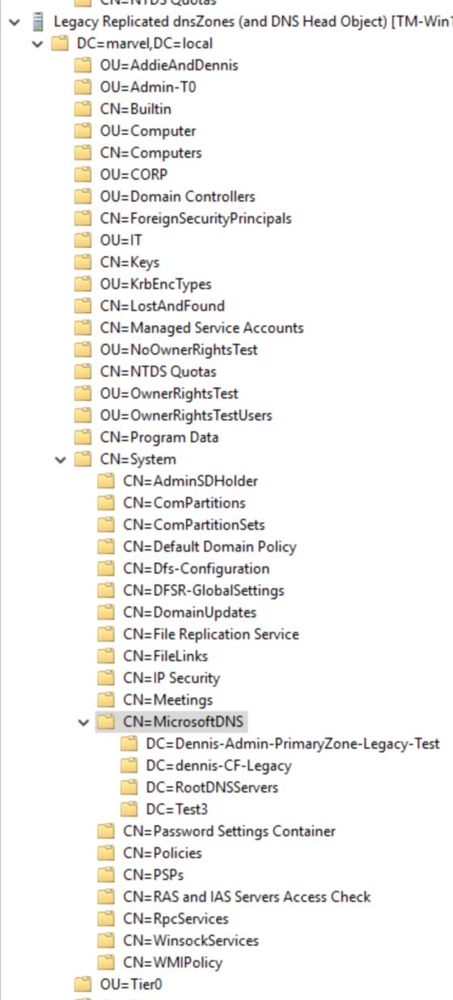 CN=NTDS Quotas
Legacy Replicated dnsZones (and DNS Head Object) [TM-Win1
DC=marvel,DC=local
OU=AddieAndDennis
OU=Admin-T0
CN=Builtin
OU=Computer
CN=Computers
OU=CORP
OU=Domain Controllers
CN=ForeignSecurityPrincipals
OU=IT
CN=Keys
OU=KrbEncTypes
CN=LostAndFound
CN=Managed Service Accounts
OU=NoOwnerRightsTest
CN=NTDS Quotas
OU=OwnerRightsTest
OU=OwnerRightsTestUsers
CN=Program Data
CN=System
CN=AdminSDHolder
CN=ComPartitions
CN=ComPartitionSets
CN=Default Domain Policy
CN=Dfs-Configuration
CN=DFSR-GlobalSettings
CN=DomainUpdates
CN=File Replication Service
CN=FileLinks
CN=IP Security
CN=Meetings
CN=MicrosoftDNS
DC=Dennis-Admin-PrimaryZone-Legacy-Test
DC=dennis-CF-Legacy
DC=RootDNSServers
DC=Test3
CN=Password Settings Container
CN=Policies
CN=PSPs
CN=RAS and IAS Servers Access Check
CN=RpcServices
CN=WinsockServices
CN=WMIPolicy
OU=Tier0